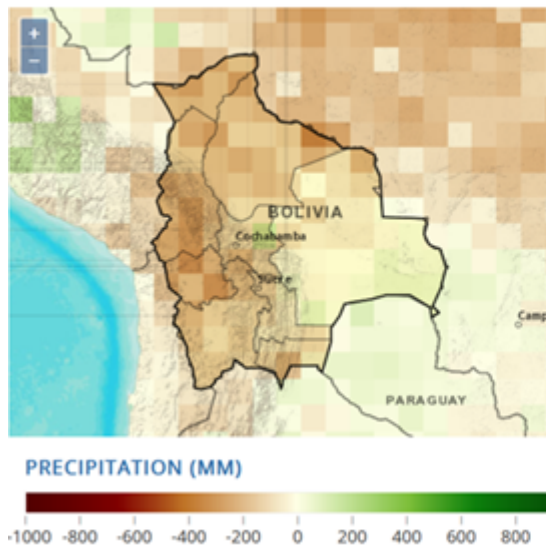 +
−
BOLIVIA
Cochabamba
Sucre
Camp
PARAGUAY
PRECIPITATION (MM)
-1000 -800 -600 -400 -200 0 200 400 600 800